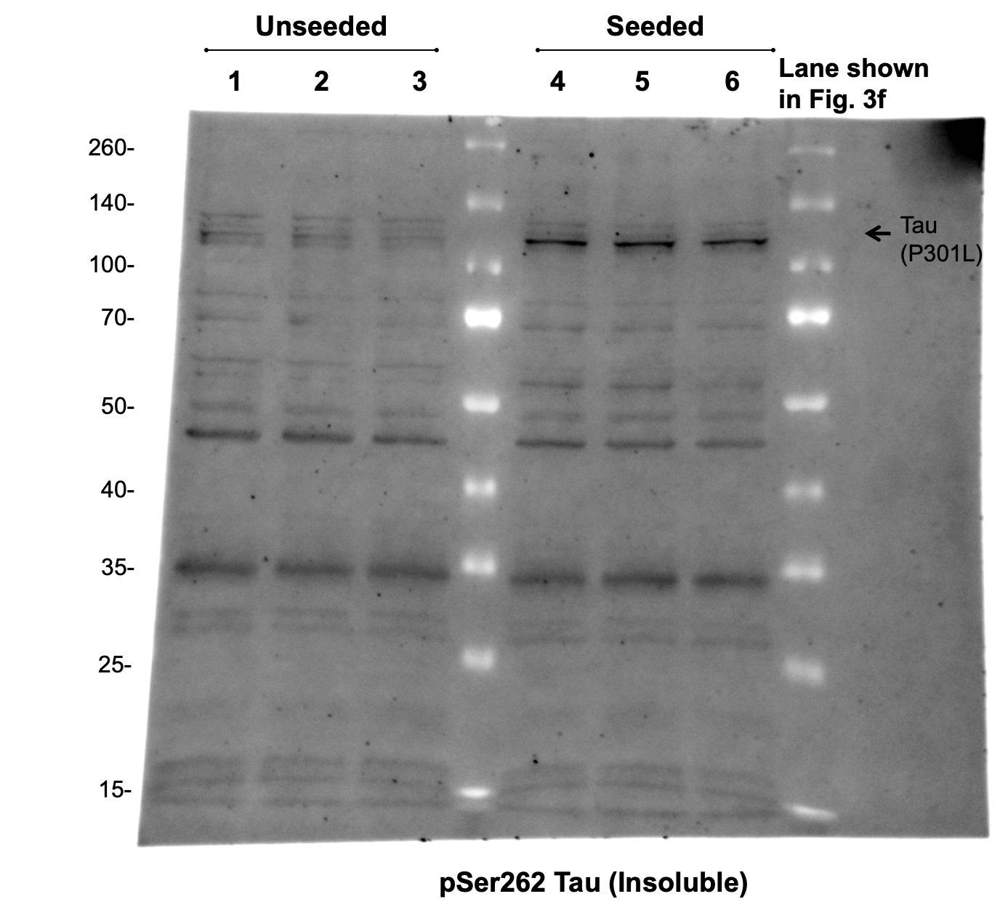 Unseeded
Seeded
1
2
3
4
5
6
Lane shown
in Fig. 3f
260-
140-
100-
70-
50-
40-
35-
25-
15-
Tau
(P301L)
pSer262 Tau (Insoluble)